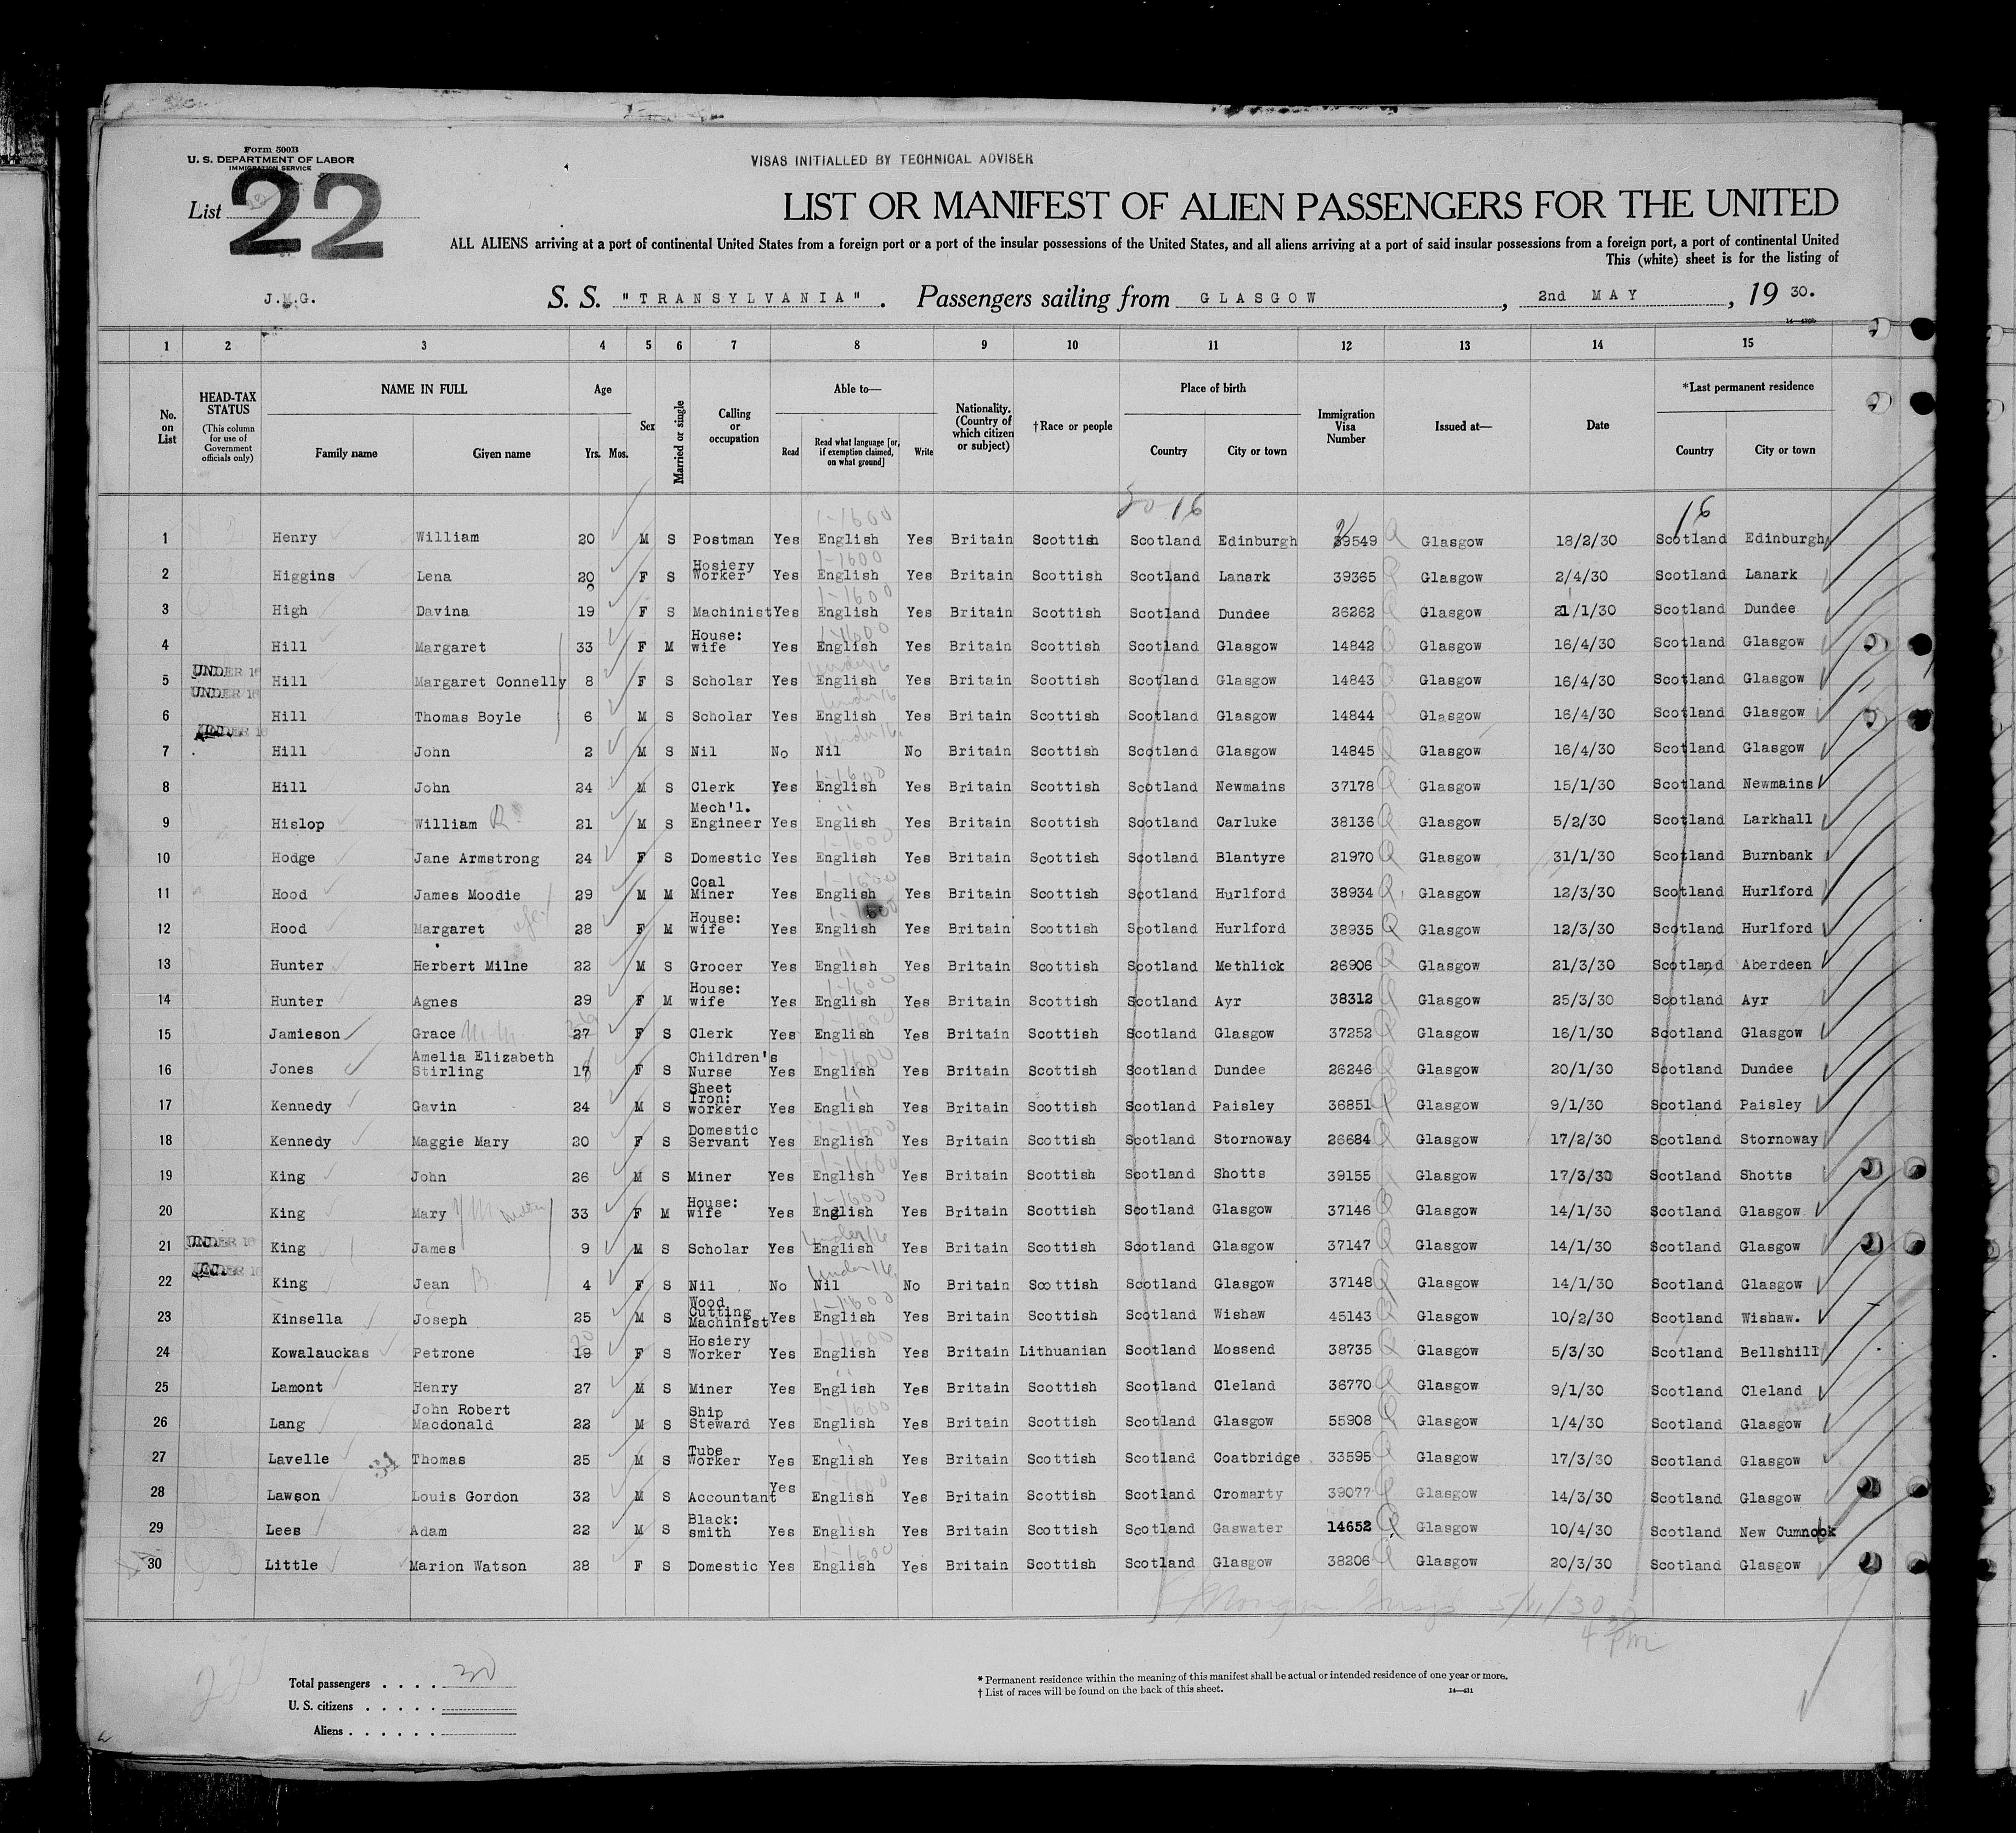 Form 500B
U. S. DEPARTMENT OF LABOR
IMMIGRATION SERVICE
VISAS INITIALLED BY TECHNICAL ADVISER
List 22
LIST OR MANIFEST OF ALIEN PASSENGERS FOR THE UNITED
ALL ALIENS arriving at a port of continental United States from a foreign port or a port of the insular possessions of the United States, and all aliens arriving at a port of said insular possessions from a foreign port, a port of continental United
This (white) sheet is for the listing of
J.M.G. S. S. "TRANSYLVANIA". Passengers sailing from GLASGOW, 2nd MAY, 19 30.
1 2 3 4 5 6 7 8 9 10 11 12 13 14 15
No. on List HEAD-TAX STATUS (This column for use of Government officials only) NAME IN FULL Family name Given name Age Yrs. Mos. Sex Married or single Calling or occupation Able to— Read Read what language [or, if exemption claimed, on what ground] Write Nationality. (Country of which citizen or subject) †Race or people Place of birth Country City or town Immigration Visa Number Issued at— Date *Last permanent residence Country City or town
1-1600 16 16
1 Henry William 20 M S Postman Yes English Yes Britain Scottish Scotland Edinburgh 39549 Glasgow 18/2/30 Scotland Edinburgh
2 Higgins Lena 20 F S Hosiery Worker Yes English Yes Britain Scottish Scotland Lanark 39365 Glasgow 2/4/30 Scotland Lanark
3 High Davina 19 F S Machinist Yes English Yes Britain Scottish Scotland Dundee 26262 Glasgow 21/1/30 Scotland Dundee
4 Hill Margaret 33 F M House: wife Yes English Yes Britain Scottish Scotland Glasgow 14842 Glasgow 16/4/30 Scotland Glasgow
5 UNDER 16 Hill Margaret Connelly 8 F S Scholar Yes English Yes Britain Scottish Scotland Glasgow 14843 Glasgow 16/4/30 Scotland Glasgow
6 UNDER 16 Hill Thomas Boyle 6 M S Scholar Yes English Yes Britain Scottish Scotland Glasgow 14844 Glasgow 16/4/30 Scotland Glasgow
7 UNDER 16 Hill John 2 M S Nil No Nil No Britain Scottish Scotland Glasgow 14845 Glasgow 16/4/30 Scotland Glasgow
8 Hill John 24 M S Clerk Yes English Yes Britain Scottish Scotland Newmains 37178 Glasgow 15/1/30 Scotland Newmains
9 Hislop William R 21 M S Mech'l. Engineer Yes English Yes Britain Scottish Scotland Carluke 38136 Glasgow 5/2/30 Scotland Larkhall
10 Hodge Jane Armstrong 24 F S Domestic Yes English Yes Britain Scottish Scotland Blantyre 21970 Glasgow 31/1/30 Scotland Burnbank
11 Hood James Moodie 29 M M Coal Miner Yes English Yes Britain Scottish Scotland Hurlford 38934 Glasgow 12/3/30 Scotland Hurlford
12 Hood Margaret wife 28 F M House: wife Yes English Yes Britain Scottish Scotland Hurlford 38935 Glasgow 12/3/30 Scotland Hurlford
13 Hunter Herbert Milne 22 M S Grocer Yes English Yes Britain Scottish Scotland Methlick 26906 Glasgow 21/3/30 Scotland Aberdeen
14 Hunter Agnes 29 F M House: wife Yes English Yes Britain Scottish Scotland Ayr 38312 Glasgow 25/3/30 Scotland Ayr
15 Jamieson Grace 27 F S Clerk Yes English Yes Britain Scottish Scotland Glasgow 37252 Glasgow 16/1/30 Scotland Glasgow
16 Jones Amelia Elizabeth Stirling 17 F S Children's Nurse Yes English Yes Britain Scottish Scotland Dundee 26246 Glasgow 20/1/30 Scotland Dundee
17 Kennedy Gavin 24 M S Sheet Iron: worker Yes English Yes Britain Scottish Scotland Paisley 36851 Glasgow 9/1/30 Scotland Paisley
18 Kennedy Maggie Mary 20 F S Domestic Servant Yes English Yes Britain Scottish Scotland Stornoway 26684 Glasgow 17/2/30 Scotland Stornoway
19 King John 26 M S Miner Yes English Yes Britain Scottish Scotland Shotts 39155 Glasgow 17/3/30 Scotland Shotts
20 King Mary 33 F M House: wife Yes English Yes Britain Scottish Scotland Glasgow 37146 Glasgow 14/1/30 Scotland Glasgow
21 UNDER 16 King James 9 M S Scholar Yes English Yes Britain Scottish Scotland Glasgow 37147 Glasgow 14/1/30 Scotland Glasgow
22 UNDER 16 King Jean B. 4 F S Nil No Nil No Britain Scottish Scotland Glasgow 37148 Glasgow 14/1/30 Scotland Glasgow
23 Kinsella Joseph 25 M S Wood Cutting Machinist Yes English Yes Britain Scottish Scotland Wishaw 45143 Glasgow 10/2/30 Scotland Wishaw.
24 Kowalauckas Petrone 19 20 F S Hosiery Worker Yes English Yes Britain Lithuanian Scotland Mossend 38735 Glasgow 5/3/30 Scotland Bellshill
25 Lamont Henry 27 M S Miner Yes English Yes Britain Scottish Scotland Cleland 36770 Glasgow 9/1/30 Scotland Cleland
26 Lang John Robert Macdonald 22 M S Ship Steward Yes English Yes Britain Scottish Scotland Glasgow 55908 Glasgow 1/4/30 Scotland Glasgow
27 Lavelle Thomas 25 M S Tube Worker Yes English Yes Britain Scottish Scotland Coatbridge 33595 Glasgow 17/3/30 Scotland Glasgow
28 Lawson Louis Gordon 32 M S Accountant Yes English Yes Britain Scottish Scotland Cromarty 39077 Glasgow 14/3/30 Scotland Glasgow
29 Lees Adam 22 M S Black: smith Yes English Yes Britain Scottish Scotland Gaswater 14652 Glasgow 10/4/30 Scotland New Cumnock
30 Little Marion Watson 28 F S Domestic Yes English Yes Britain Scottish Scotland Glasgow 38206 Glasgow 20/3/30 Scotland Glasgow
Total passengers . . . . 30
U. S. citizens . . . . .
Aliens . . . . . .
* Permanent residence within the meaning of this manifest shall be actual or intended residence of one year or more.
† List of races will be found on the back of this sheet. 14—431